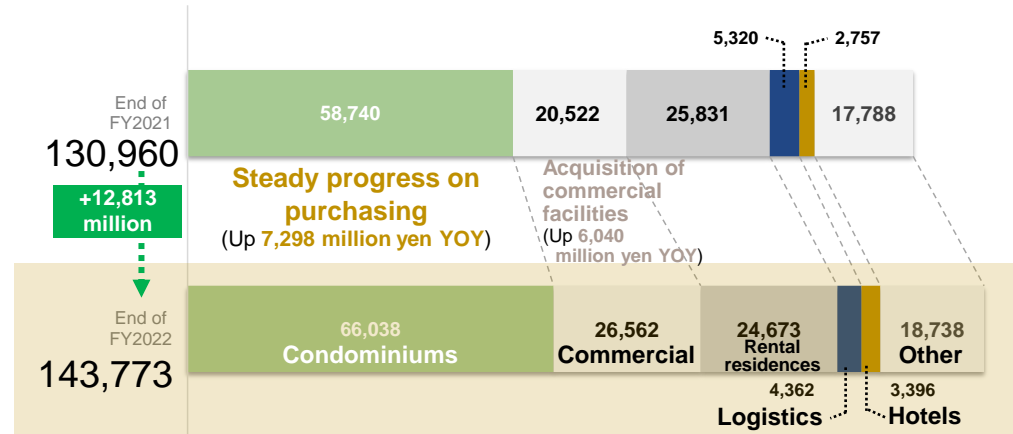 5,320
2,757
End of
FY2021
130,960
58,740
20,522
25,831
17,788
+12,813
million
Steady progress on
purchasing
(Up 7,298 million yen YOY)
Acquisition of
commercial
facilities
(Up 6,040
million yen YOY)
End of
FY2022
143,773
66,038
Condominiums
26,562
Commercial
24,673
Rental
residences
18,738
Other
4,362
Logistics
3,396
Hotels